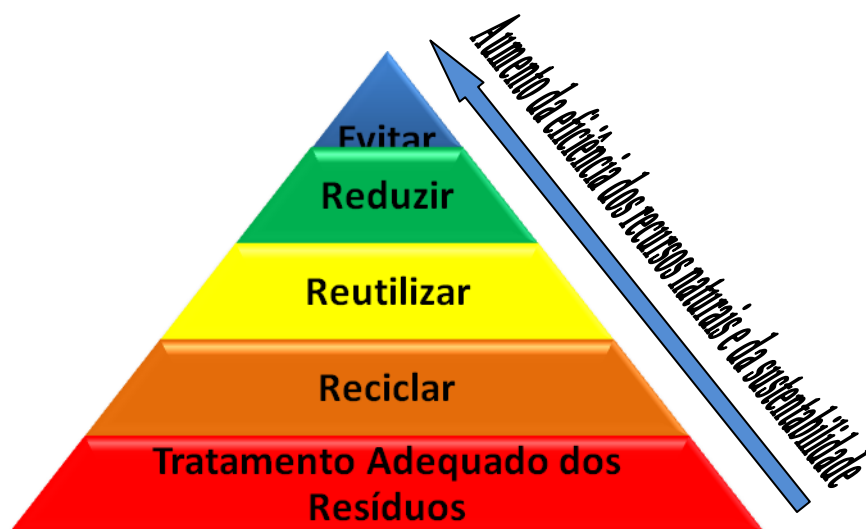 Evitar
Reduzir
Reutilizar
Reciclar
Tratamento Adequado dos
Resíduos
Aumento da eficiência dos recursos naturais e da sustentabilidade